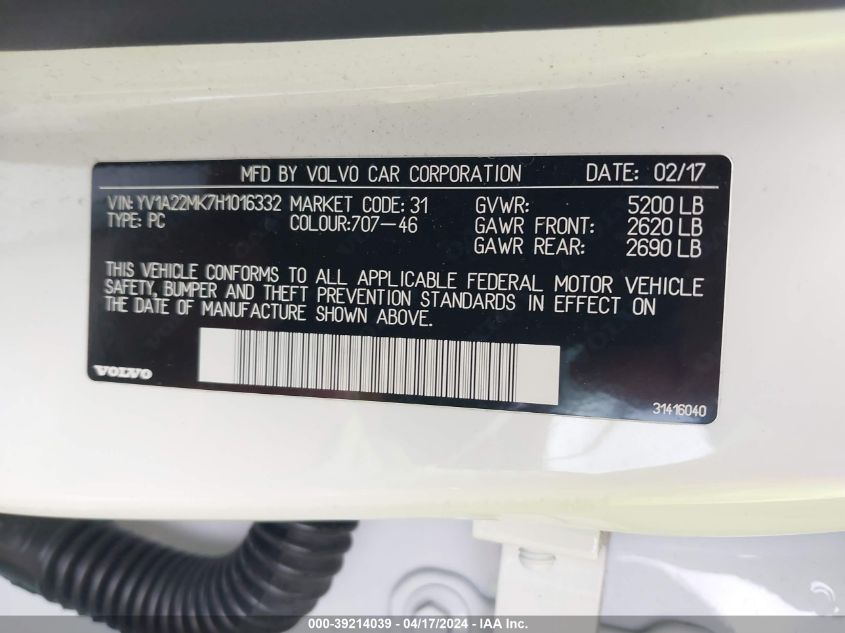 MFD BY VOLVO CAR CORPORATION DATE: 02/17
VIN: YV1A22MK7H1016332 MARKET CODE: 31 GVWR: 5200 LB
TYPE: PC COLOUR:707-46 GAWR FRONT: 2620 LB
GAWR REAR: 2690 LB
THIS VEHICLE CONFORMS TO ALL APPLICABLE FEDERAL MOTOR VEHICLE
SAFETY, BUMPER AND THEFT PREVENTION STANDARDS IN EFFECT ON
THE DATE OF MANUFACTURE SHOWN ABOVE.
VOLVO
31416040
000-39214039 - 04/17/2024 - IAA Inc.